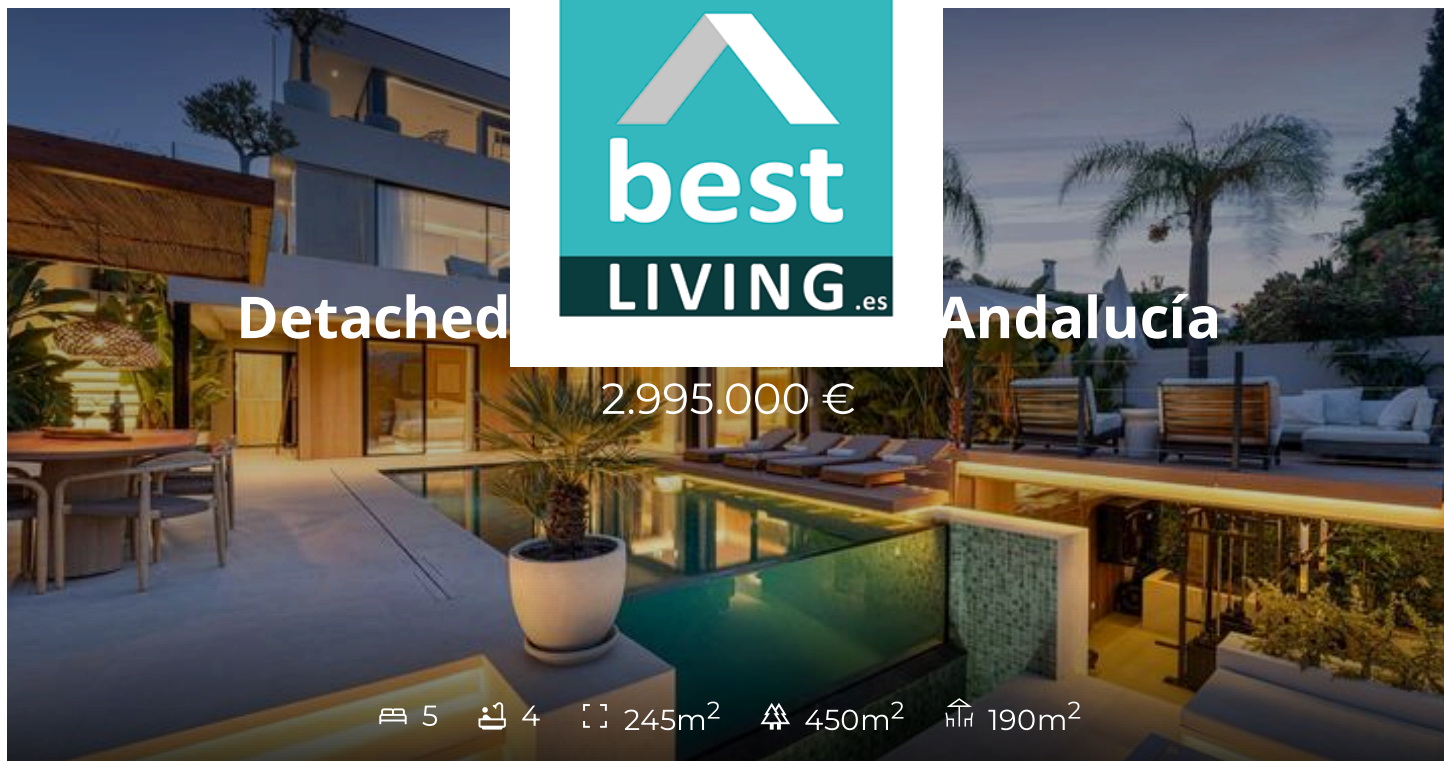 best
LIVING.es
Detached Andalucía
2.995.000 €
5 4 245m² 450m² 190m²